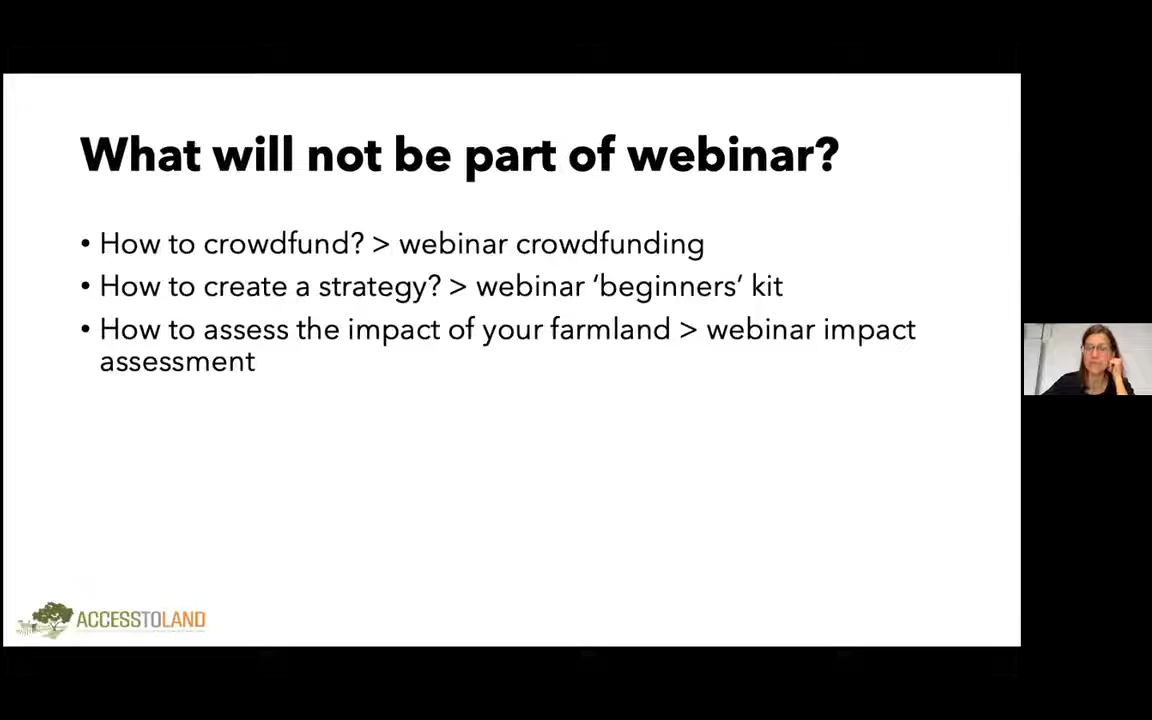 What will not be part of webinar?
• How to crowdfund? > webinar crowdfunding
• How to create a strategy? > webinar ‘beginners’ kit
• How to assess the impact of your farmland > webinar impact
assessment
ACCESSTOLAND